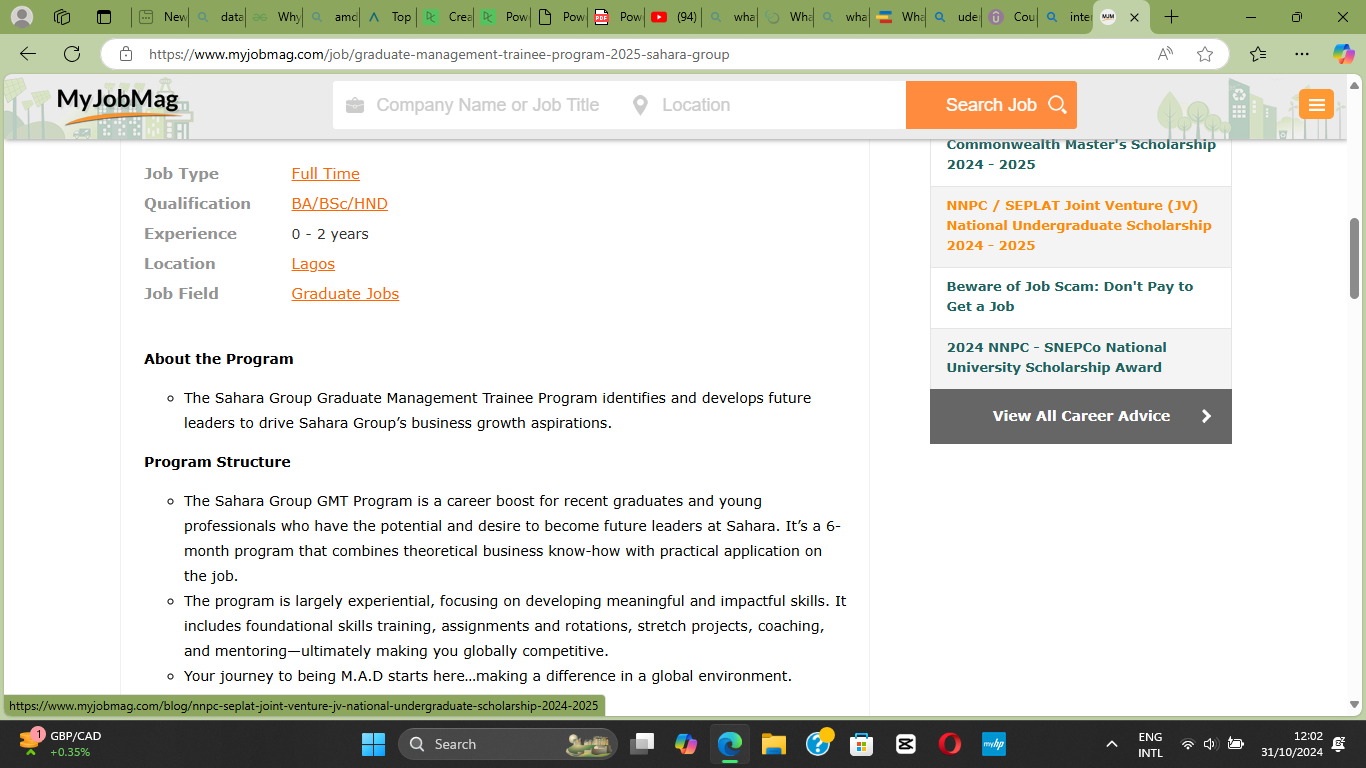 New
data
Why
amc
Top
Crea
Pow
Pow
Pow
(94)
wha
Wha
wha
Wha
ude
Cou
inte
MJM
https://www.myjobmag.com/job/graduate-management-trainee-program-2025-sahara-group
MyJobMag
Company Name or Job Title
Location
Search Job
Job Type Full Time
Qualification BA/BSc/HND
Experience 0 - 2 years
Location Lagos
Job Field Graduate Jobs
About the Program
The Sahara Group Graduate Management Trainee Program identifies and develops future
leaders to drive Sahara Group’s business growth aspirations.
Program Structure
The Sahara Group GMT Program is a career boost for recent graduates and young
professionals who have the potential and desire to become future leaders at Sahara. It’s a 6-
month program that combines theoretical business know-how with practical application on
the job.
The program is largely experiential, focusing on developing meaningful and impactful skills. It
includes foundational skills training, assignments and rotations, stretch projects, coaching,
and mentoring—ultimately making you globally competitive.
Your journey to being M.A.D starts here…making a difference in a global environment.
Commonwealth Master's Scholarship
2024 - 2025
NNPC / SEPLAT Joint Venture (JV)
National Undergraduate Scholarship
2024 - 2025
Beware of Job Scam: Don't Pay to
Get a Job
2024 NNPC - SNEPCo National
University Scholarship Award
View All Career Advice
https://www.myjobmag.com/blog/nnpc-seplat-joint-venture-jv-national-undergraduate-scholarship-2024-2025
1
GBP/CAD
+0.35%
Search
myhp
ENG
INTL
12:02
31/10/2024